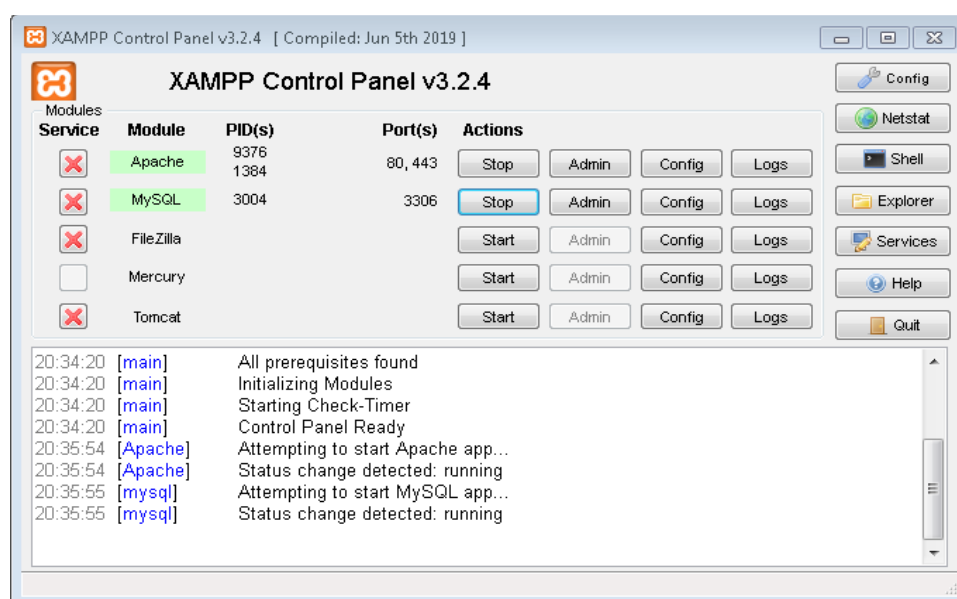 XAMPP Control Panel v3.2.4 [ Compiled: Jun 5th 2019 ]
XAMPP Control Panel v3.2.4
Config
Modules
Service Module PID(s) Port(s) Actions
Netstat
Apache 9376 1384 80, 443 Stop Admin Config Logs
Shell
MySQL 3004 3306 Stop Admin Config Logs
Explorer
FileZilla Start Admin Config Logs
Services
Mercury Start Admin Config Logs
Help
Tomcat Start Admin Config Logs
Quit
20:34:20 [main] All prerequisites found
20:34:20 [main] Initializing Modules
20:34:20 [main] Starting Check-Timer
20:34:20 [main] Control Panel Ready
20:35:54 [Apache] Attempting to start Apache app...
20:35:54 [Apache] Status change detected: running
20:35:55 [mysql] Attempting to start MySQL app...
20:35:55 [mysql] Status change detected: running